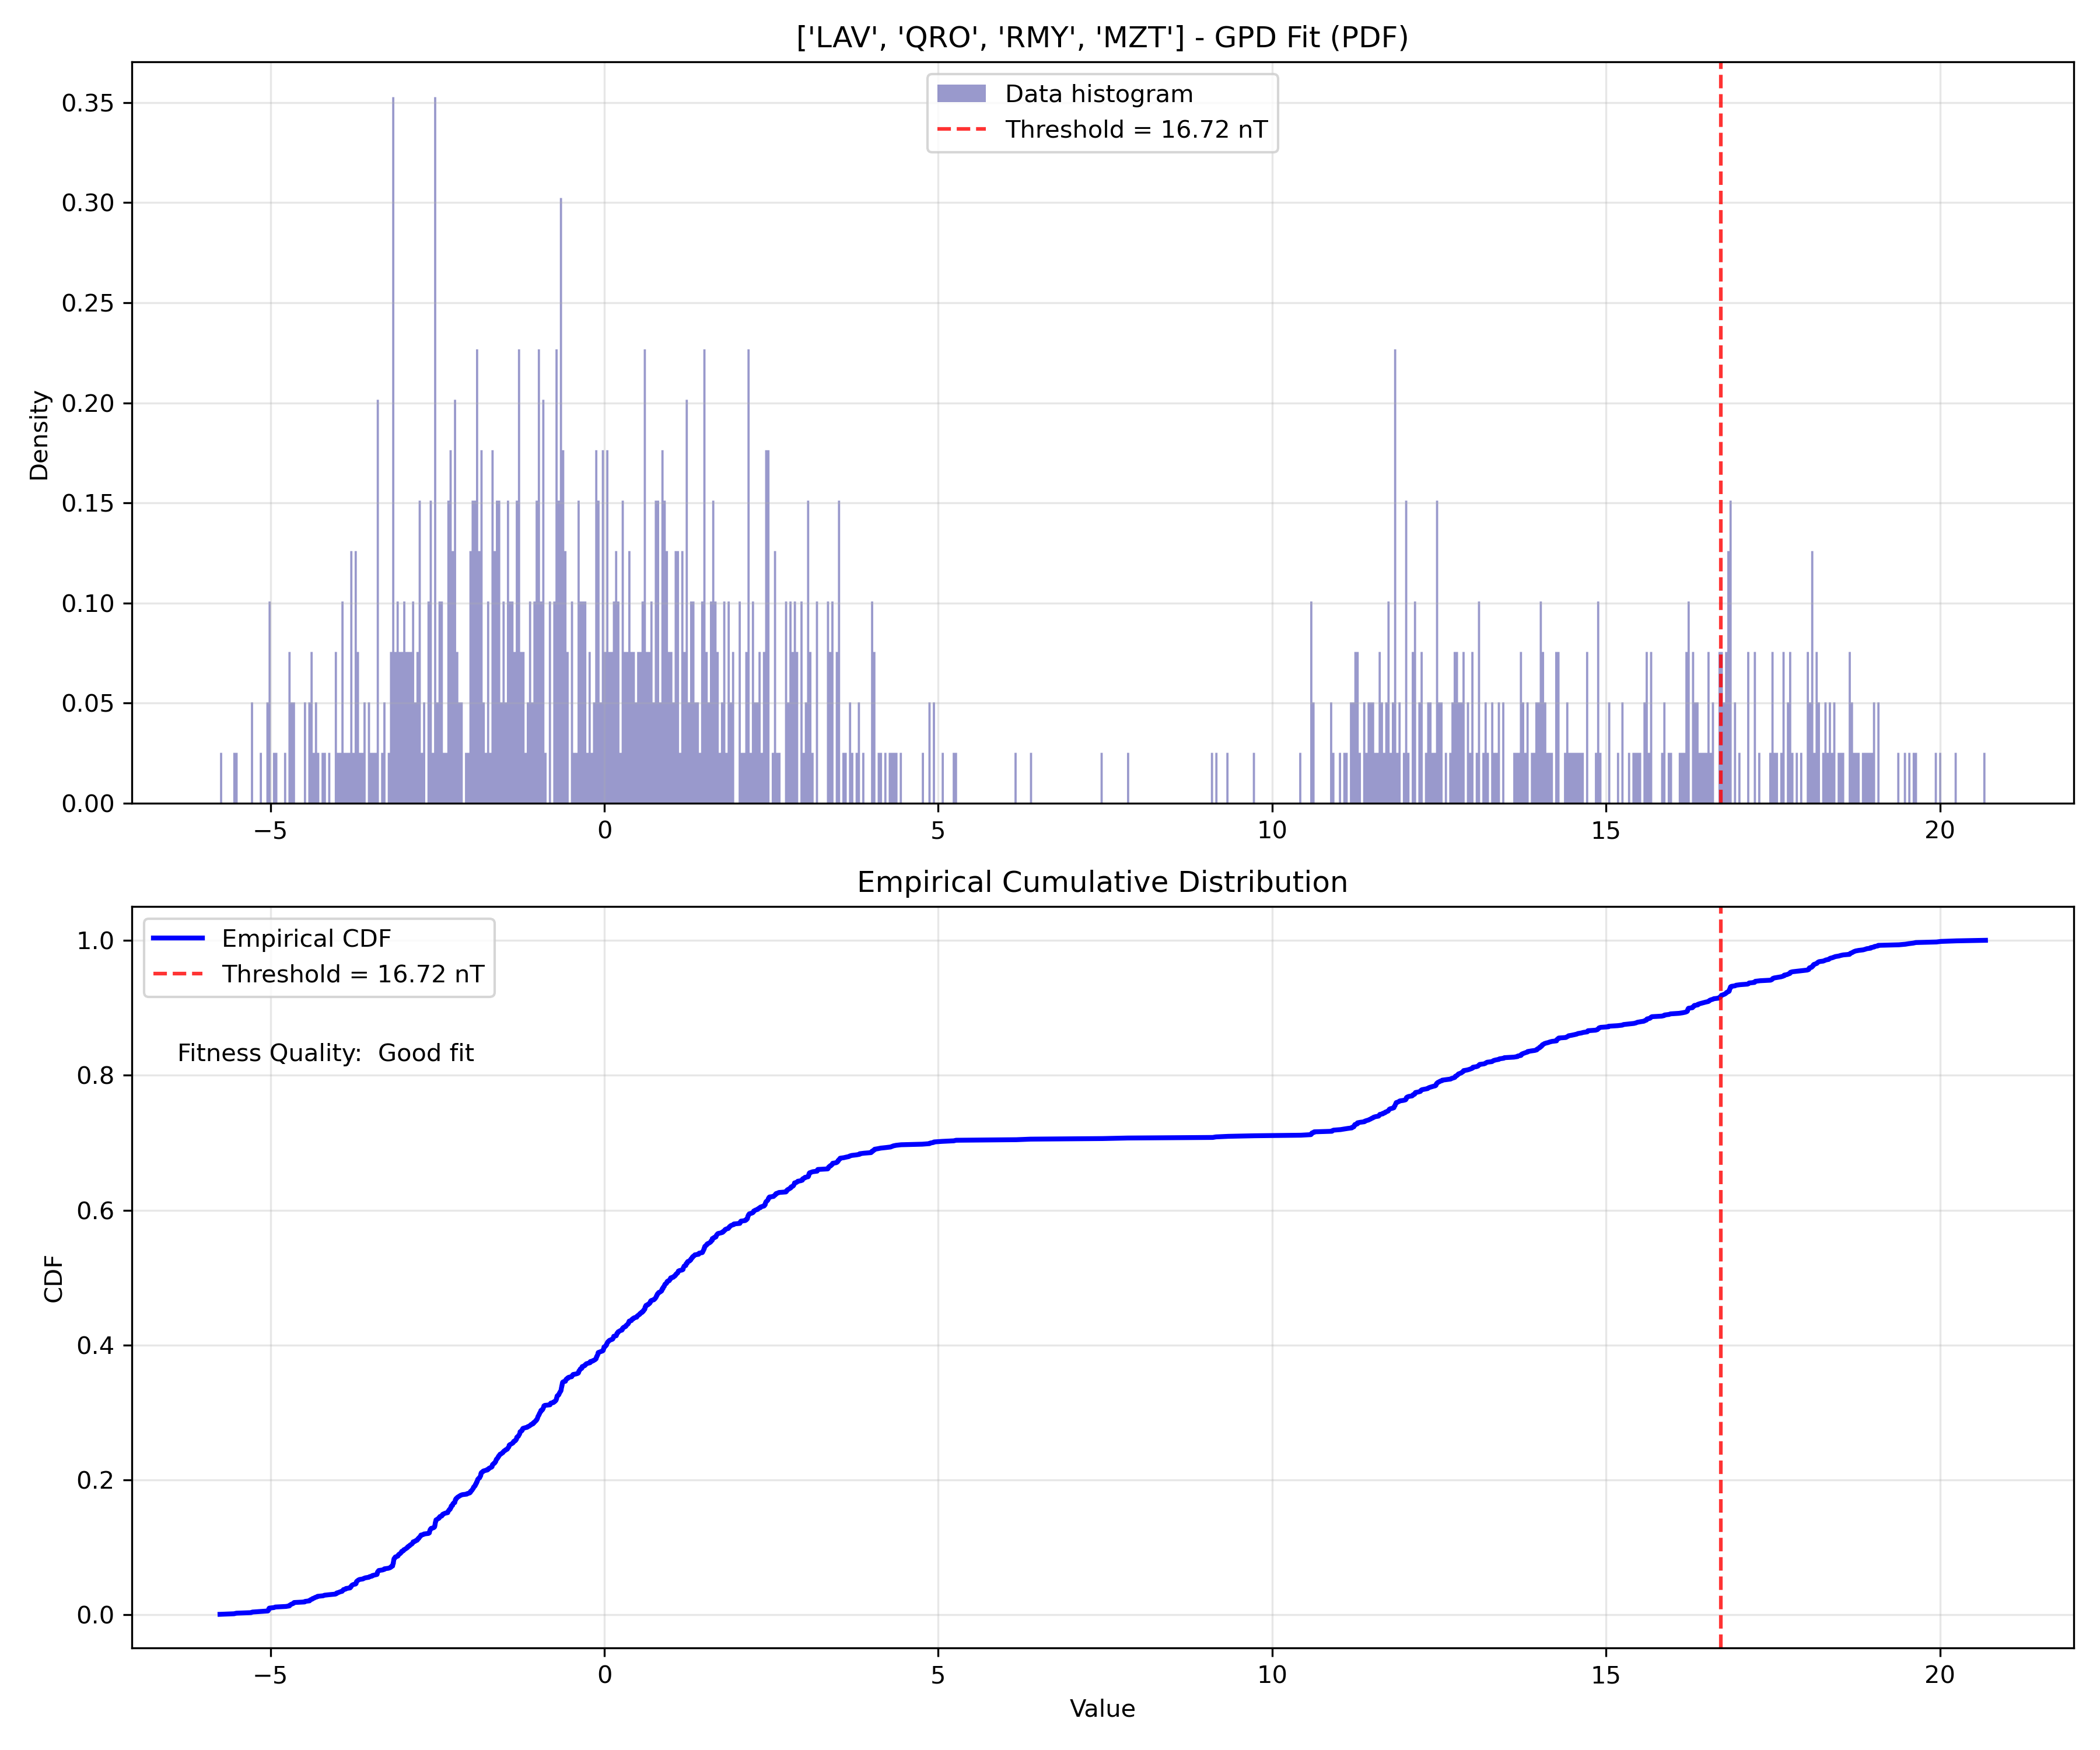 ['LAV', 'QRO', 'RMY', 'MZT'] - GPD Fit (PDF)
Data histogram
Threshold = 16.72 nT
Density
0.35
0.30
0.25
0.20
0.15
0.10
0.05
0.00
−5
0
5
10
15
20
Empirical Cumulative Distribution
Empirical CDF
Threshold = 16.72 nT
Fitness Quality:  Good fit
CDF
1.0
0.8
0.6
0.4
0.2
0.0
−5
0
5
10
15
20
Value